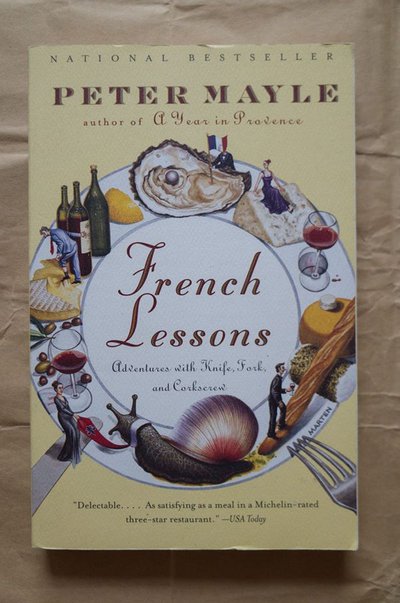 NATIONAL BESTSELLER
PETER MAYLE
author of A Year in Provence
French
Lessons
Adventures with Knife, Fork,
and Corkscrew
MARTEN
"Delectable. . . . As satisfying as a meal in a Michelin-rated
three-star restaurant." —USA Today